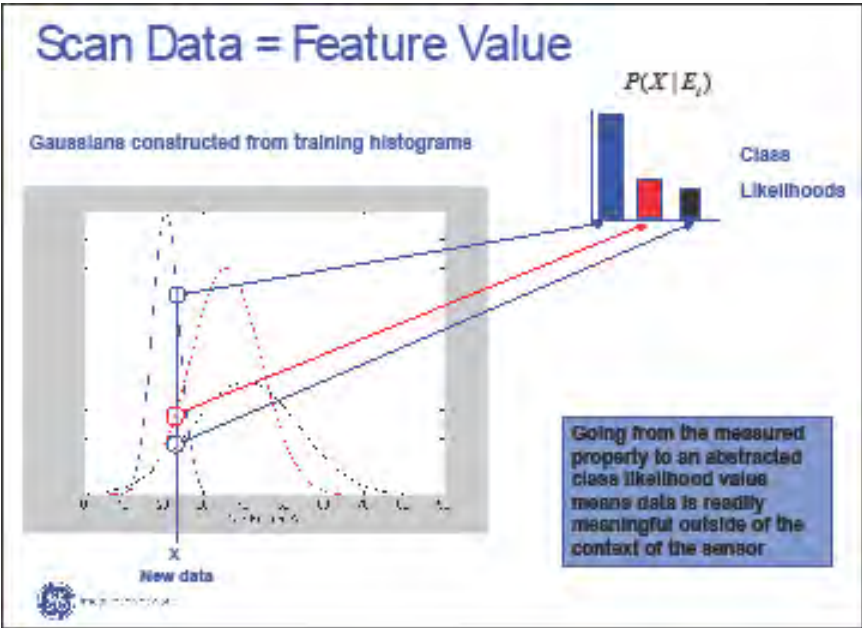 Scan Data = Feature Value
P(X|E_i)
Gaussians constructed from training histograms
Class
Likelihoods
Going from the measured
property to an abstracted
class likelihood value
means data is readily
meaningful outside of the
context of the sensor
X
New data